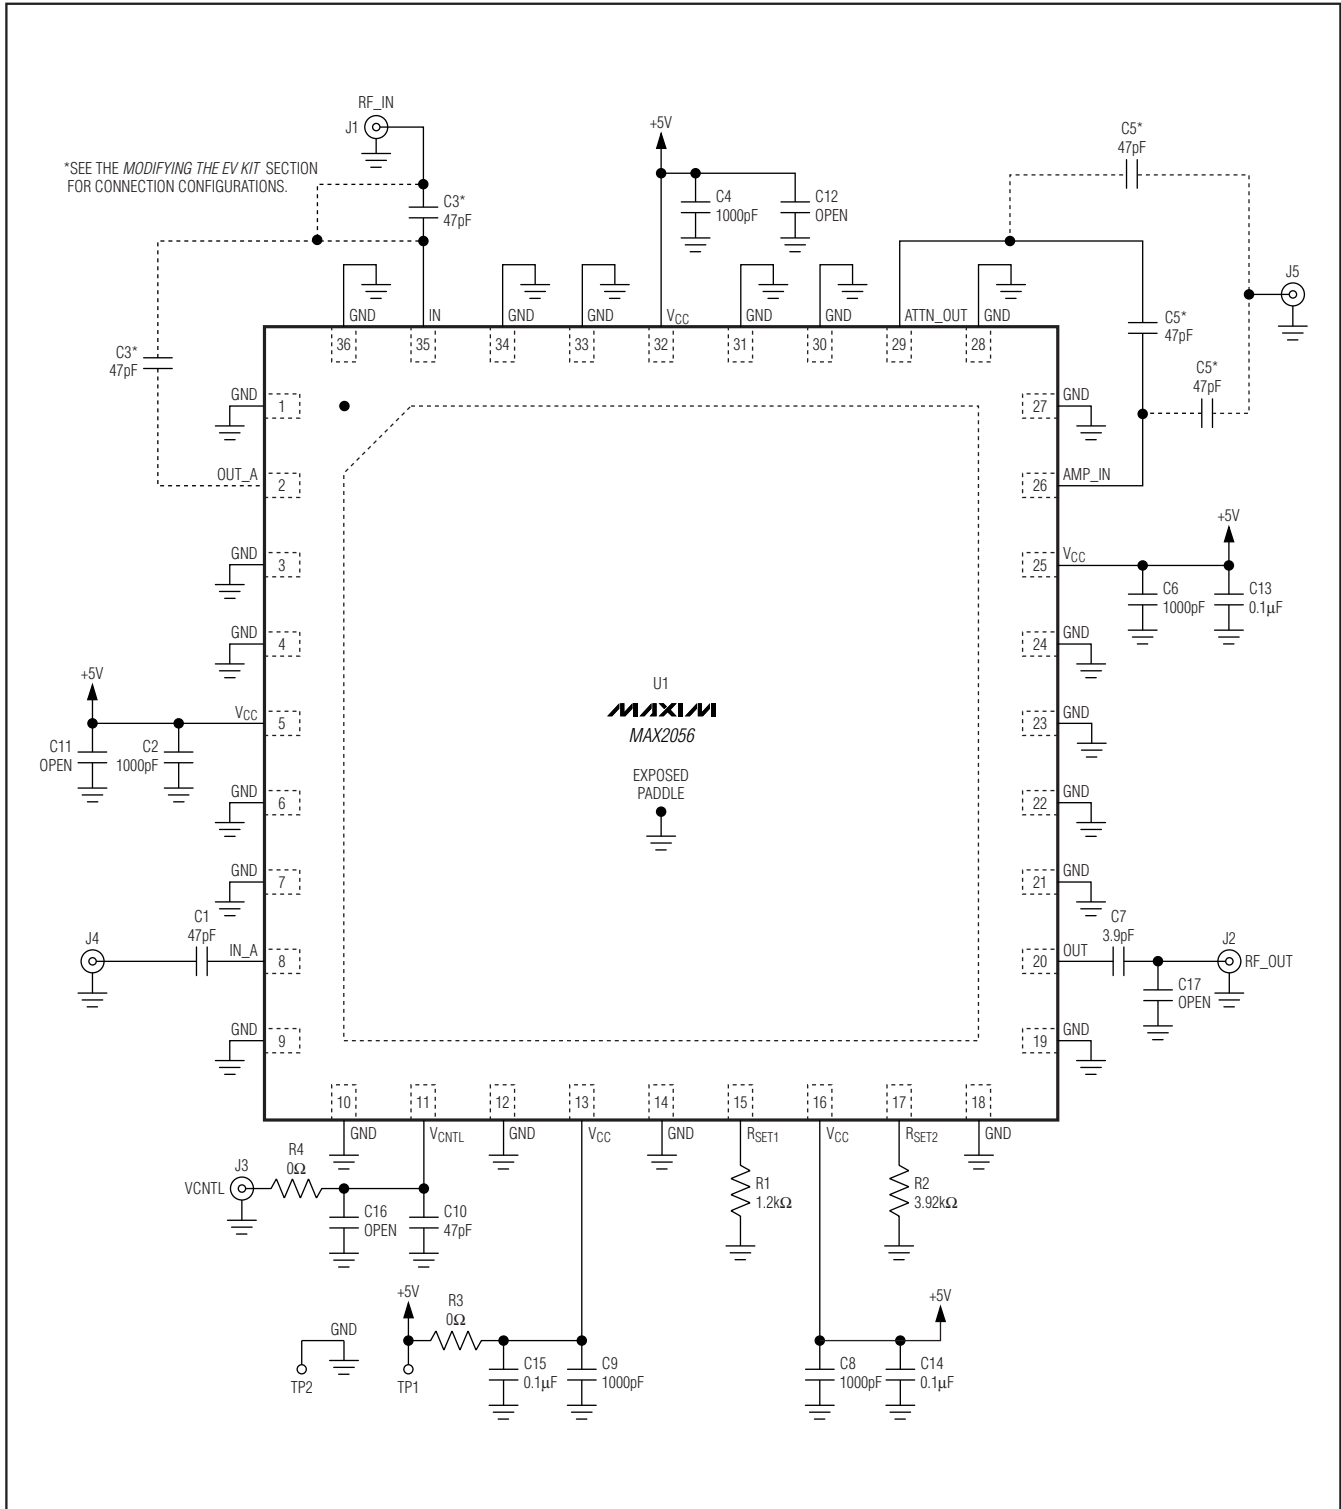 RF_IN
J1
*SEE THE MODIFYING THE EV KIT SECTION
FOR CONNECTION CONFIGURATIONS.
C3*
47pF
+5V
C4
1000pF
C12
OPEN
C5*
47pF
J5
C5*
47pF
C5*
47pF
C3*
47pF
GND
IN
GND
GND
VCC
GND
GND
ATTN_OUT
GND
36
35
34
33
32
31
30
29
28
GND
1
OUT_A
2
GND
3
GND
4
+5V
VCC
5
C11
OPEN
C2
1000pF
GND
6
GND
7
J4
C1
47pF
IN_A
8
GND
9
27
GND
26
AMP_IN
25
VCC
+5V
C6
1000pF
C13
0.1µF
24
GND
23
GND
22
GND
21
GND
20
OUT
C7
3.9pF
J2
RF_OUT
C17
OPEN
19
GND
U1
MAXIM
MAX2056
EXPOSED
PADDLE
10
11
12
13
14
15
16
17
18
GND
VCNTL
GND
VCC
GND
RSET1
VCC
RSET2
GND
J3
VCNTL
R4
0Ω
C16
OPEN
C10
47pF
R1
1.2kΩ
R2
3.92kΩ
GND
TP2
+5V
TP1
R3
0Ω
C15
0.1µF
C9
1000pF
C8
1000pF
C14
0.1µF
+5V